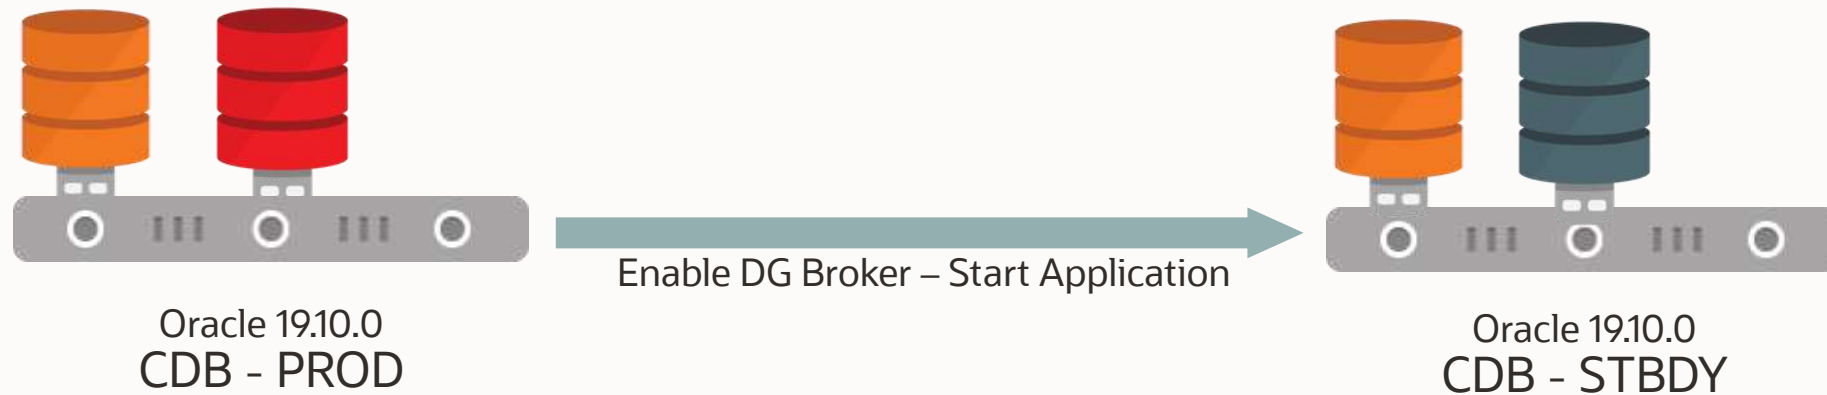 Enable DG Broker – Start Application
Oracle 19.10.0
CDB - PROD
Oracle 19.10.0
CDB - STBDY